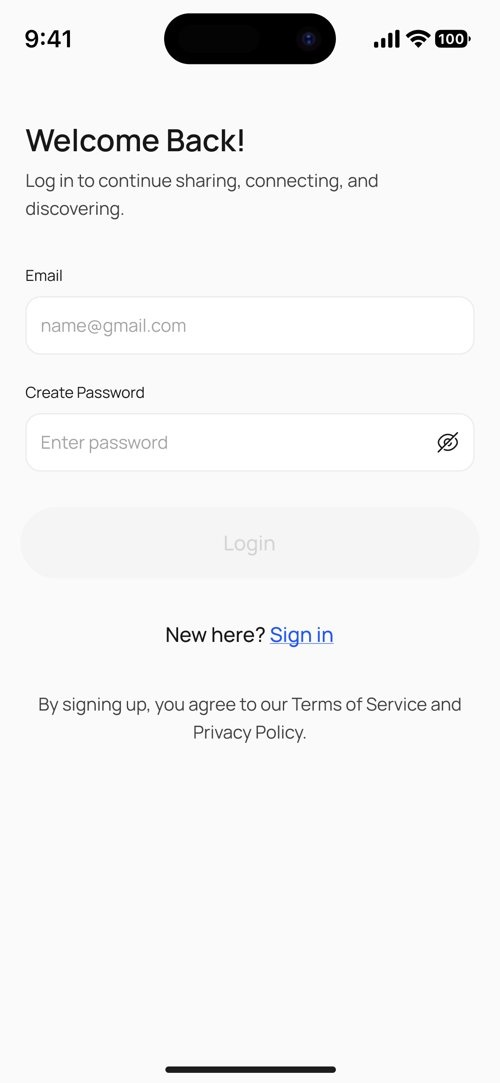 9:41
100
Welcome Back!
Log in to continue sharing, connecting, and
discovering.
Email
name@gmail.com
Create Password
Enter password
Login
New here? Sign in
By signing up, you agree to our Terms of Service and
Privacy Policy.